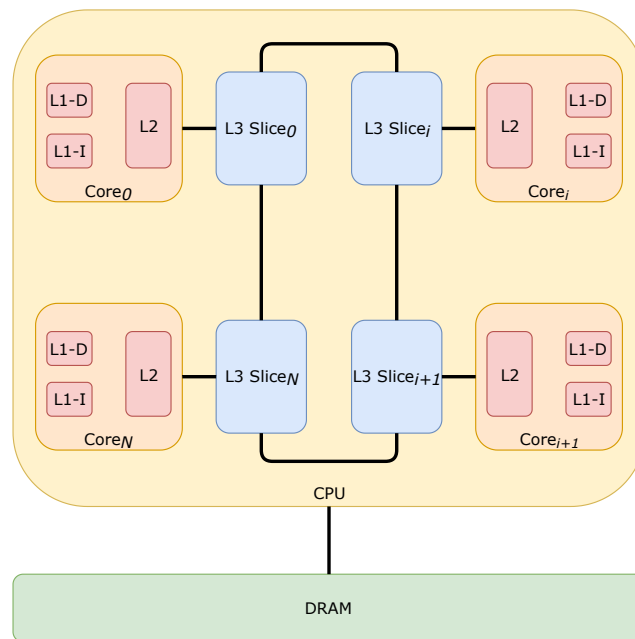 L1-D
L1-I
L2
Core0
L3 Slice0
L3 Slicei
L2
L1-D
L1-I
Corei
L1-D
L1-I
L2
CoreN
L3 SliceN
L3 Slicei+1
L2
L1-D
L1-I
Corei+1
CPU
DRAM